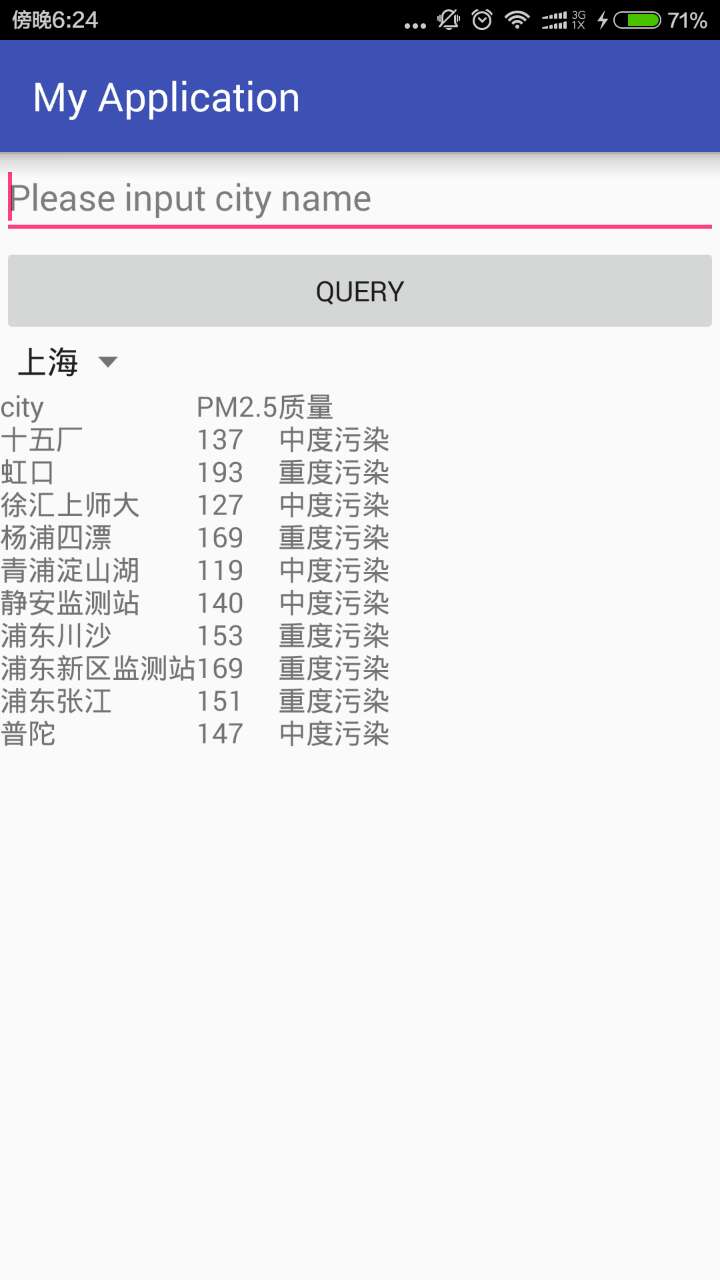 傍晚6:24 3G 1X 71%
My Application
Please input city name
QUERY
上海
city PM2.5质量
十五厂 137 中度污染
虹口 193 重度污染
徐汇上师大 127 中度污染
杨浦四漂 169 重度污染
青浦淀山湖 119 中度污染
静安监测站 140 中度污染
浦东川沙 153 重度污染
浦东新区监测站169 重度污染
浦东张江 151 重度污染
普陀 147 中度污染